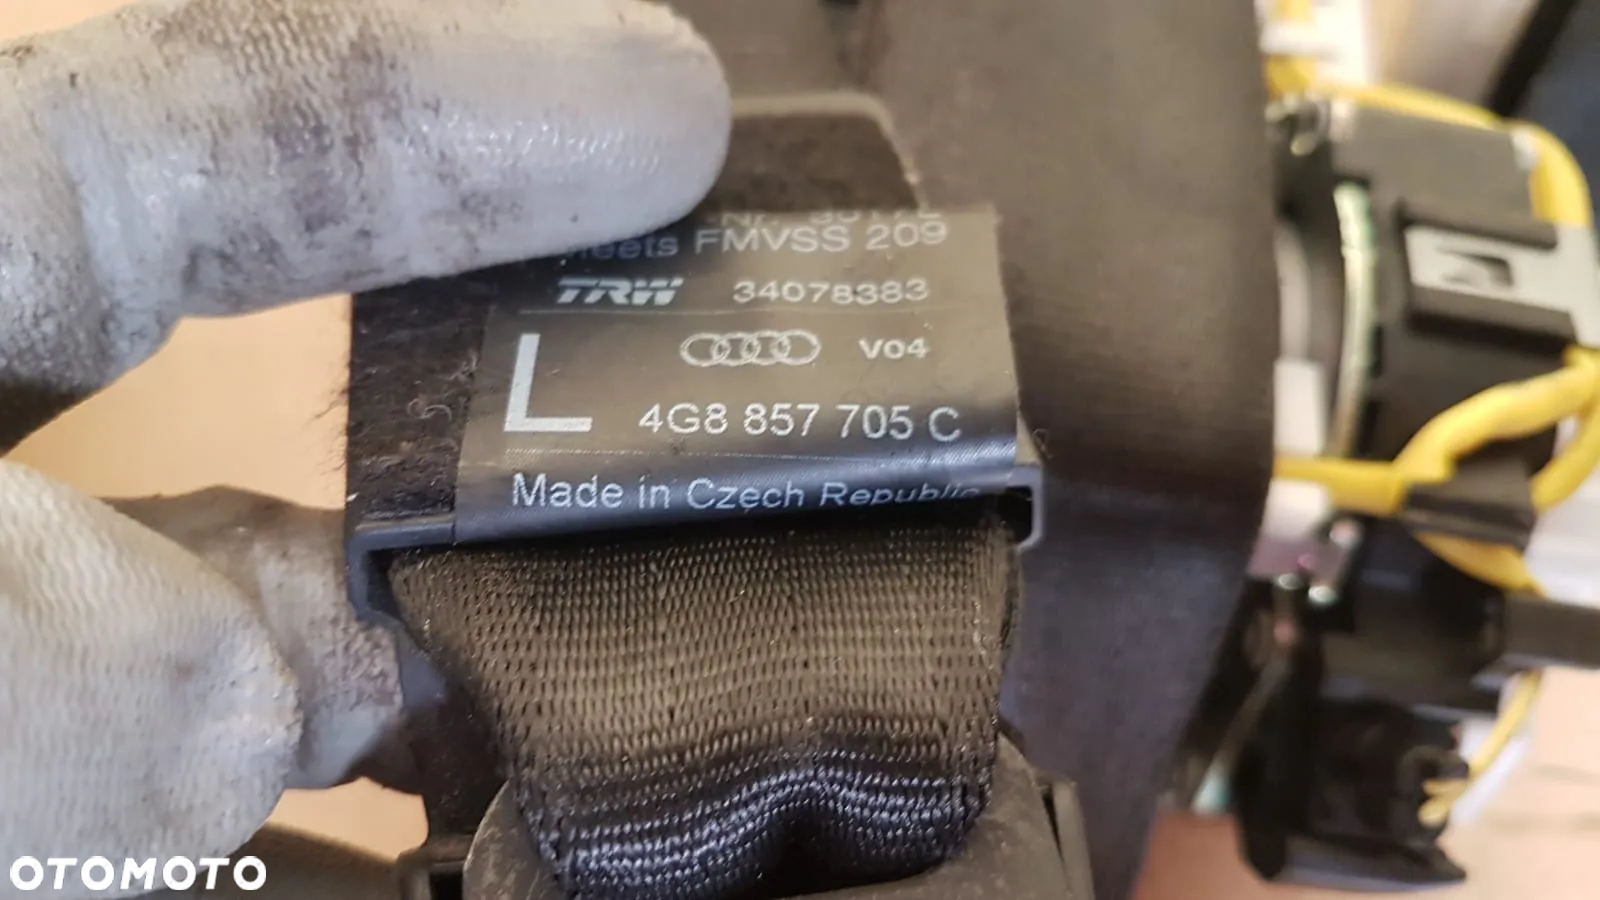 meets FMVSS 209
TRW 34078383
V04
L
4G8 857 705 C
Made in Czech Republic
OTOMOTO